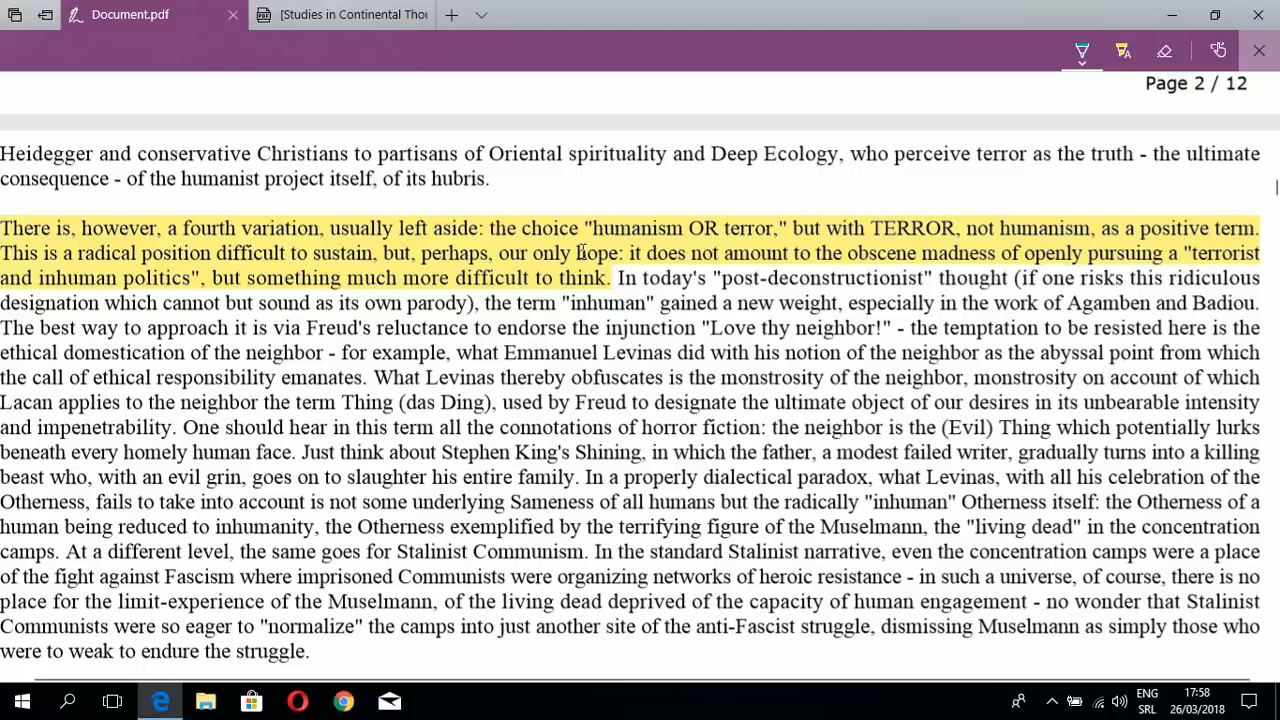 Document.pdf
[Studies in Continental Thou
Page 2 / 12
Heidegger and conservative Christians to partisans of Oriental spirituality and Deep Ecology, who perceive terror as the truth - the ultimate
consequence - of the humanist project itself, of its hubris.
There is, however, a fourth variation, usually left aside: the choice "humanism OR terror," but with TERROR, not humanism, as a positive term.
This is a radical position difficult to sustain, but, perhaps, our only hope: it does not amount to the obscene madness of openly pursuing a "terrorist
and inhuman politics", but something much more difficult to think. In today's "post-deconstructionist" thought (if one risks this ridiculous
designation which cannot but sound as its own parody), the term "inhuman" gained a new weight, especially in the work of Agamben and Badiou.
The best way to approach it is via Freud's reluctance to endorse the injunction "Love thy neighbor!" - the temptation to be resisted here is the
ethical domestication of the neighbor - for example, what Emmanuel Levinas did with his notion of the neighbor as the abyssal point from which
the call of ethical responsibility emanates. What Levinas thereby obfuscates is the monstrosity of the neighbor, monstrosity on account of which
Lacan applies to the neighbor the term Thing (das Ding), used by Freud to designate the ultimate object of our desires in its unbearable intensity
and impenetrability. One should hear in this term all the connotations of horror fiction: the neighbor is the (Evil) Thing which potentially lurks
beneath every homely human face. Just think about Stephen King's Shining, in which the father, a modest failed writer, gradually turns into a killing
beast who, with an evil grin, goes on to slaughter his entire family. In a properly dialectical paradox, what Levinas, with all his celebration of the
Otherness, fails to take into account is not some underlying Sameness of all humans but the radically "inhuman" Otherness itself: the Otherness of a
human being reduced to inhumanity, the Otherness exemplified by the terrifying figure of the Muselmann, the "living dead" in the concentration
camps. At a different level, the same goes for Stalinist Communism. In the standard Stalinist narrative, even the concentration camps were a place
of the fight against Fascism where imprisoned Communists were organizing networks of heroic resistance - in such a universe, of course, there is no
place for the limit-experience of the Muselmann, of the living dead deprived of the capacity of human engagement - no wonder that Stalinist
Communists were so eager to "normalize" the camps into just another site of the anti-Fascist struggle, dismissing Muselmann as simply those who
were to weak to endure the struggle.
ENG
SRL
17:58
26/03/2018